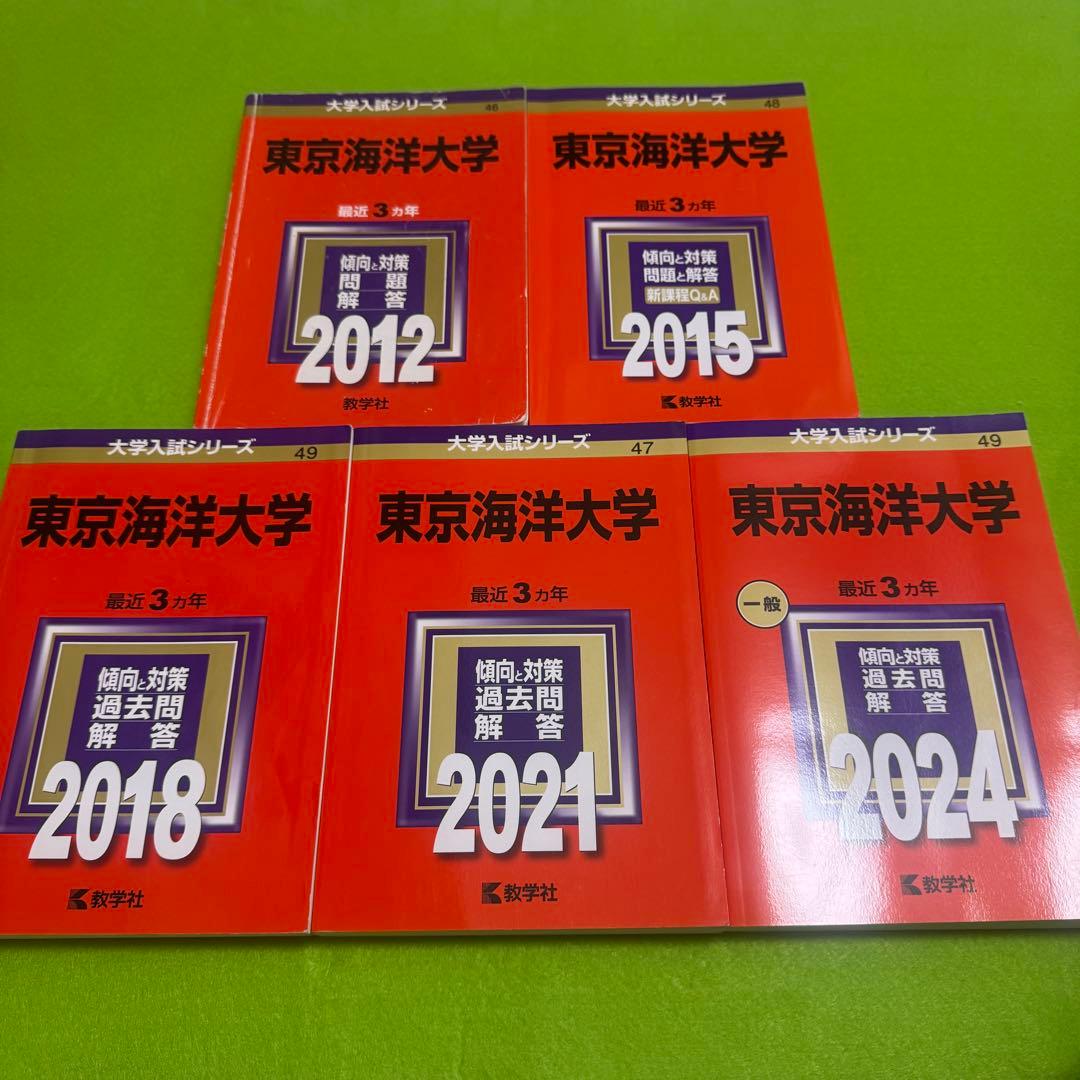 大学入試シリーズ
46
東京海洋大学
最近3カ年
傾向と対策
問題
解答
2012
教学社
大学入試シリーズ
48
東京海洋大学
最近3カ年
傾向と対策
問題と解答
新課程Q&A
2015
教学社
大学入試シリーズ
49
東京海洋大学
最近3カ年
傾向と対策
過去問
解答
2018
教学社
大学入試シリーズ
47
東京海洋大学
最近3カ年
傾向と対策
過去問
解答
2021
教学社
大学入試シリーズ
49
東京海洋大学
最近3カ年
一般
傾向と対策
過去問
解答
2024
教学社